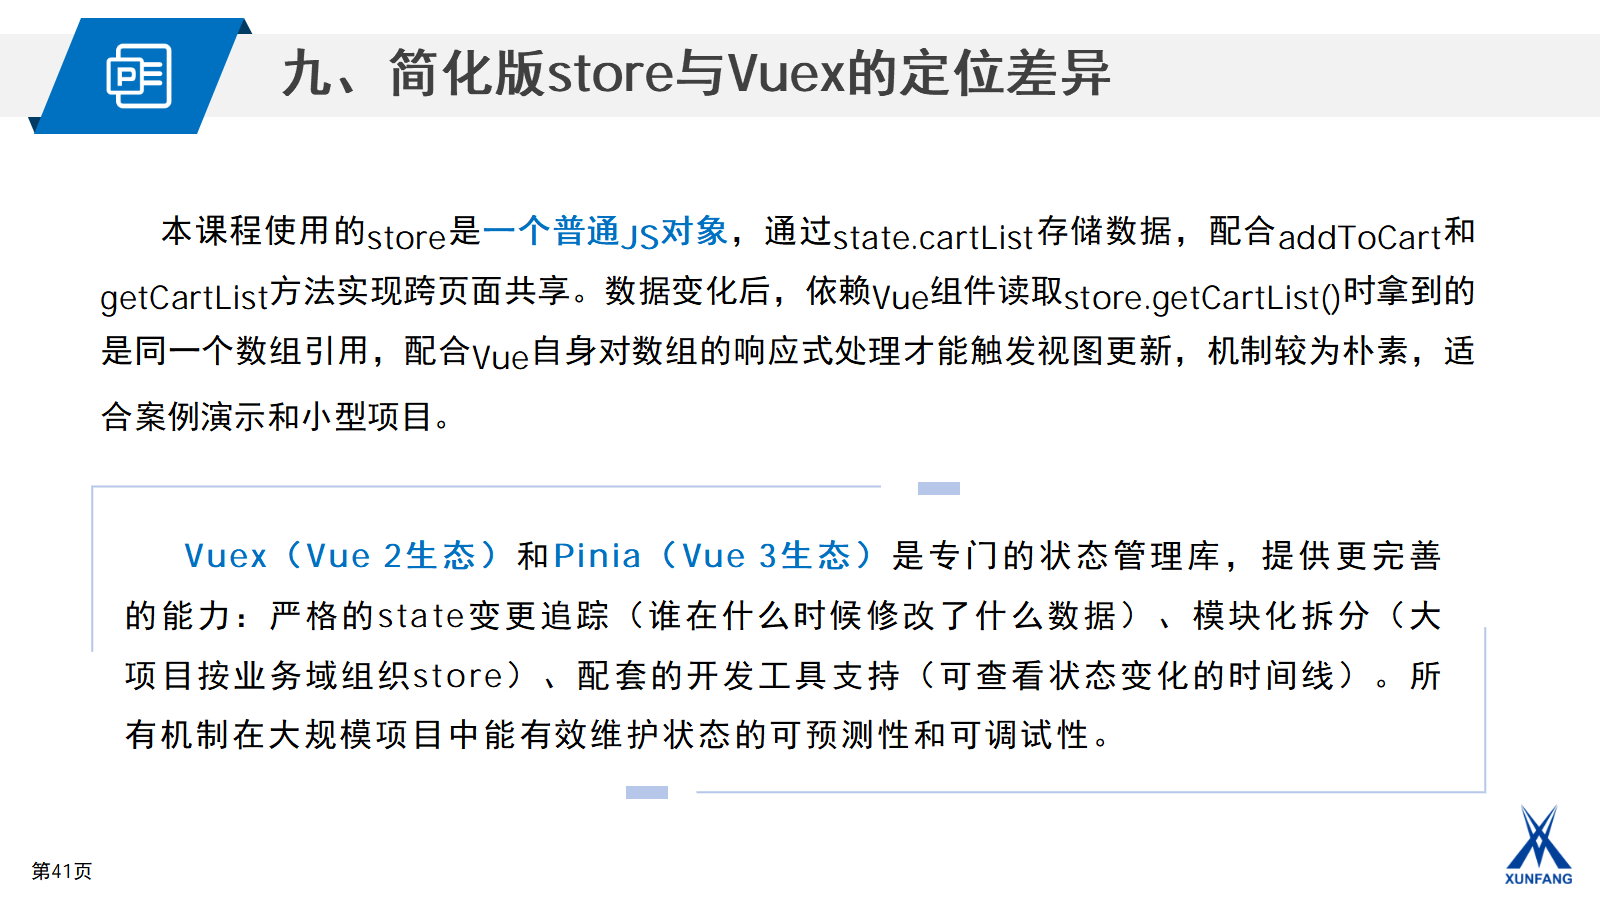 九、简化版store与Vuex的定位差异
本课程使用的store是一个普通JS对象，通过state.cartList存储数据，配合addToCart和
getCartList方法实现跨页面共享。数据变化后，依赖Vue组件读取store.getCartList()时拿到的
是同一个数组引用，配合Vue自身对数组的响应式处理才能触发视图更新，机制较为朴素，适
合案例演示和小型项目。
Vuex（Vue 2生态）和Pinia（Vue 3生态）是专门的状态管理库，提供更完善
的能力：严格的state变更追踪（谁在什么时候修改了什么数据）、模块化拆分（大
项目按业务域组织store）、配套的开发工具支持（可查看状态变化的时间线）。所
有机制在大规模项目中能有效维护状态的可预测性和可调试性。
第41页
XUNFANG